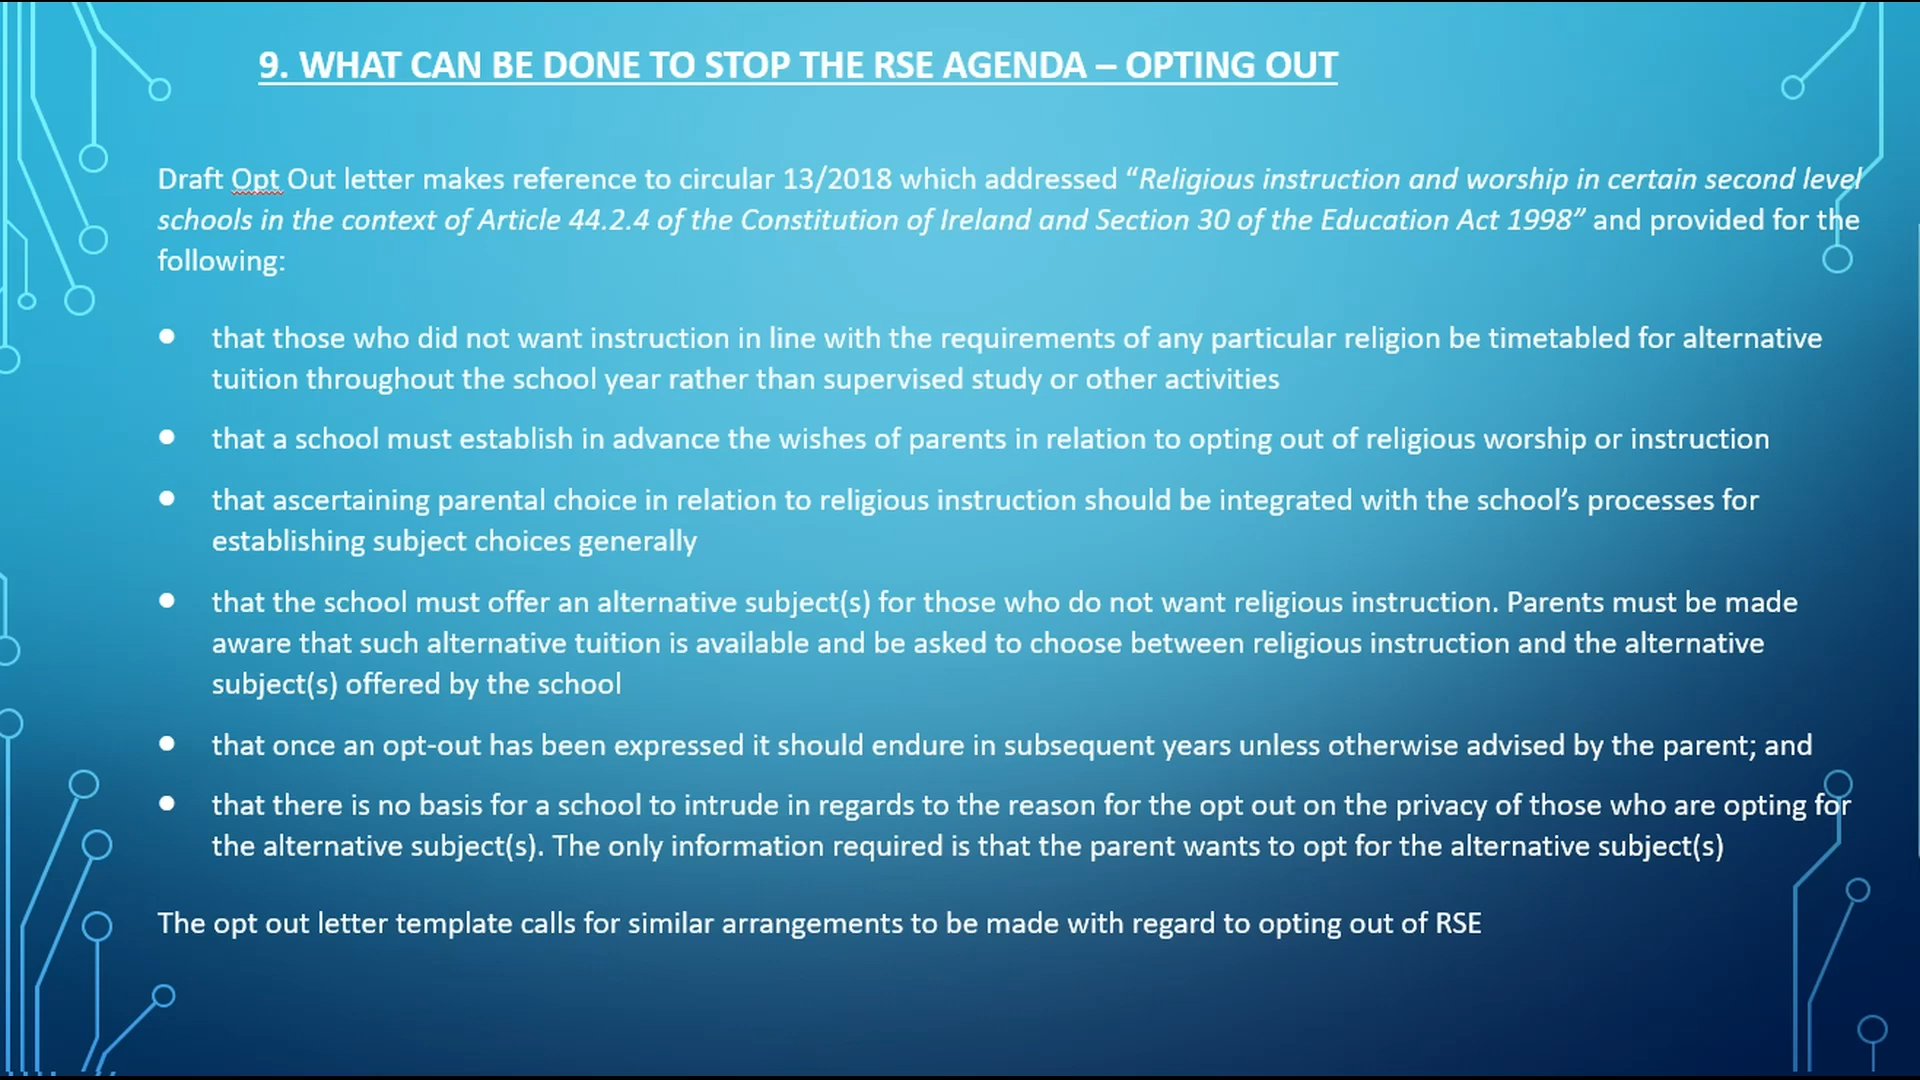 9. WHAT CAN BE DONE TO STOP THE RSE AGENDA – OPTING OUT
Draft Opt Out letter makes reference to circular 13/2018 which addressed “Religious instruction and worship in certain second level
schools in the context of Article 44.2.4 of the Constitution of Ireland and Section 30 of the Education Act 1998” and provided for the
following:
● that those who did not want instruction in line with the requirements of any particular religion be timetabled for alternative
tuition throughout the school year rather than supervised study or other activities
● that a school must establish in advance the wishes of parents in relation to opting out of religious worship or instruction
● that ascertaining parental choice in relation to religious instruction should be integrated with the school’s processes for
establishing subject choices generally
● that the school must offer an alternative subject(s) for those who do not want religious instruction. Parents must be made
aware that such alternative tuition is available and be asked to choose between religious instruction and the alternative
subject(s) offered by the school
● that once an opt-out has been expressed it should endure in subsequent years unless otherwise advised by the parent; and
● that there is no basis for a school to intrude in regards to the reason for the opt out on the privacy of those who are opting for
the alternative subject(s). The only information required is that the parent wants to opt for the alternative subject(s)
The opt out letter template calls for similar arrangements to be made with regard to opting out of RSE